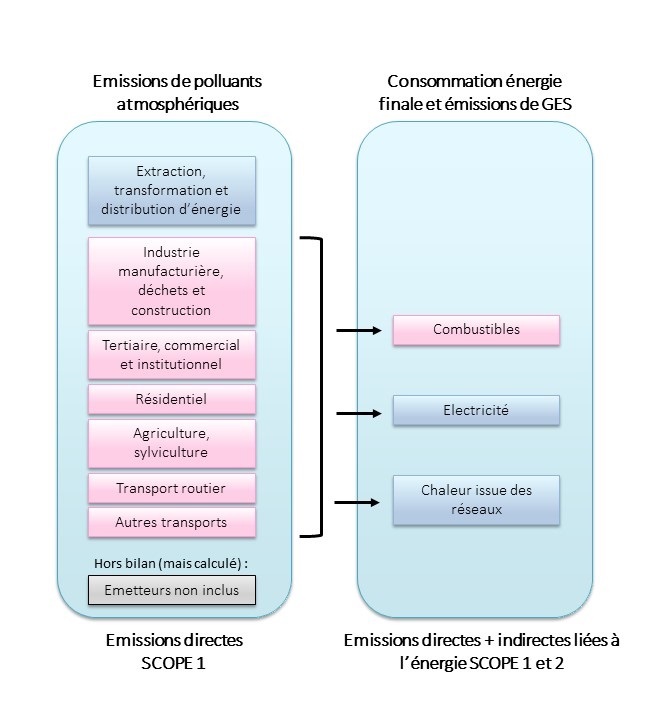 Emissions de polluants
atmosphériques
Extraction,
transformation et
distribution d'énergie
Industrie
manufacturière,
déchets et
construction
Tertiaire, commercial
et institutionnel
Résidentiel
Agriculture,
sylviculture
Transport routier
Autres transports
Hors bilan (mais calculé) :
Emetteurs non inclus
Emissions directes
SCOPE 1
Consommation énergie
finale et émissions de GES
Combustibles
Electricité
Chaleur issue des
réseaux
Emissions directes + indirectes liées à
l'énergie SCOPE 1 et 2